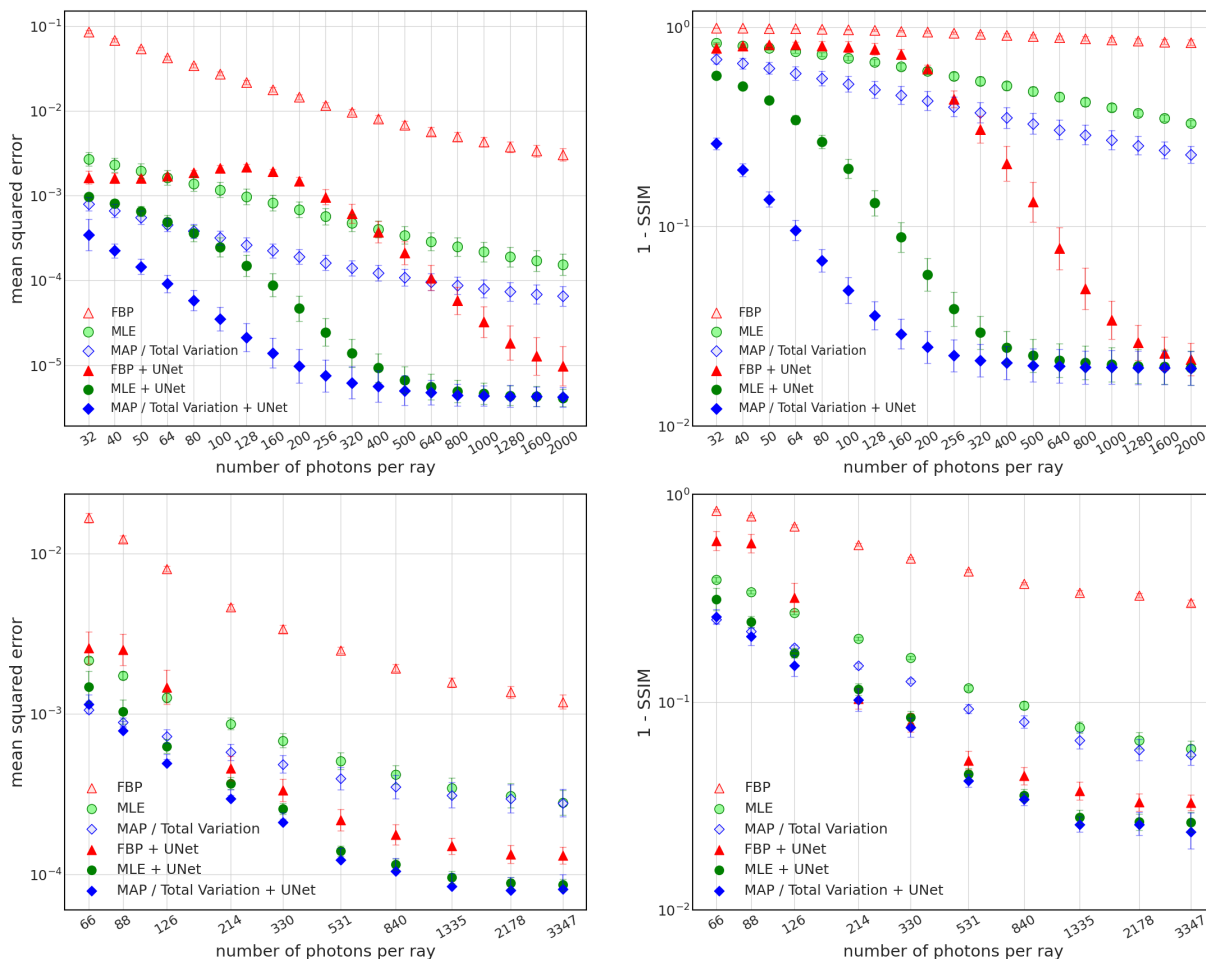 10⁻¹
10⁻²
10⁻³
10⁻⁴
10⁻⁵
mean squared error
FBP
MLE
MAP / Total Variation
FBP + UNet
MLE + UNet
MAP / Total Variation + UNet
32 40 50 64 80 100 128 160 200 256 320 400 500 640 800 1000 1280 1600 2000
number of photons per ray
10⁰
10⁻¹
10⁻²
1 - SSIM
FBP
MLE
MAP / Total Variation
FBP + UNet
MLE + UNet
MAP / Total Variation + UNet
32 40 50 64 80 100 128 160 200 256 320 400 500 640 800 1000 1280 1600 2000
number of photons per ray
10⁻²
10⁻³
10⁻⁴
mean squared error
FBP
MLE
MAP / Total Variation
FBP + UNet
MLE + UNet
MAP / Total Variation + UNet
66 88 126 214 330 531 840 1335 2178 3347
number of photons per ray
10⁰
10⁻¹
10⁻²
1 - SSIM
FBP
MLE
MAP / Total Variation
FBP + UNet
MLE + UNet
MAP / Total Variation + UNet
66 88 126 214 330 531 840 1335 2178 3347
number of photons per ray